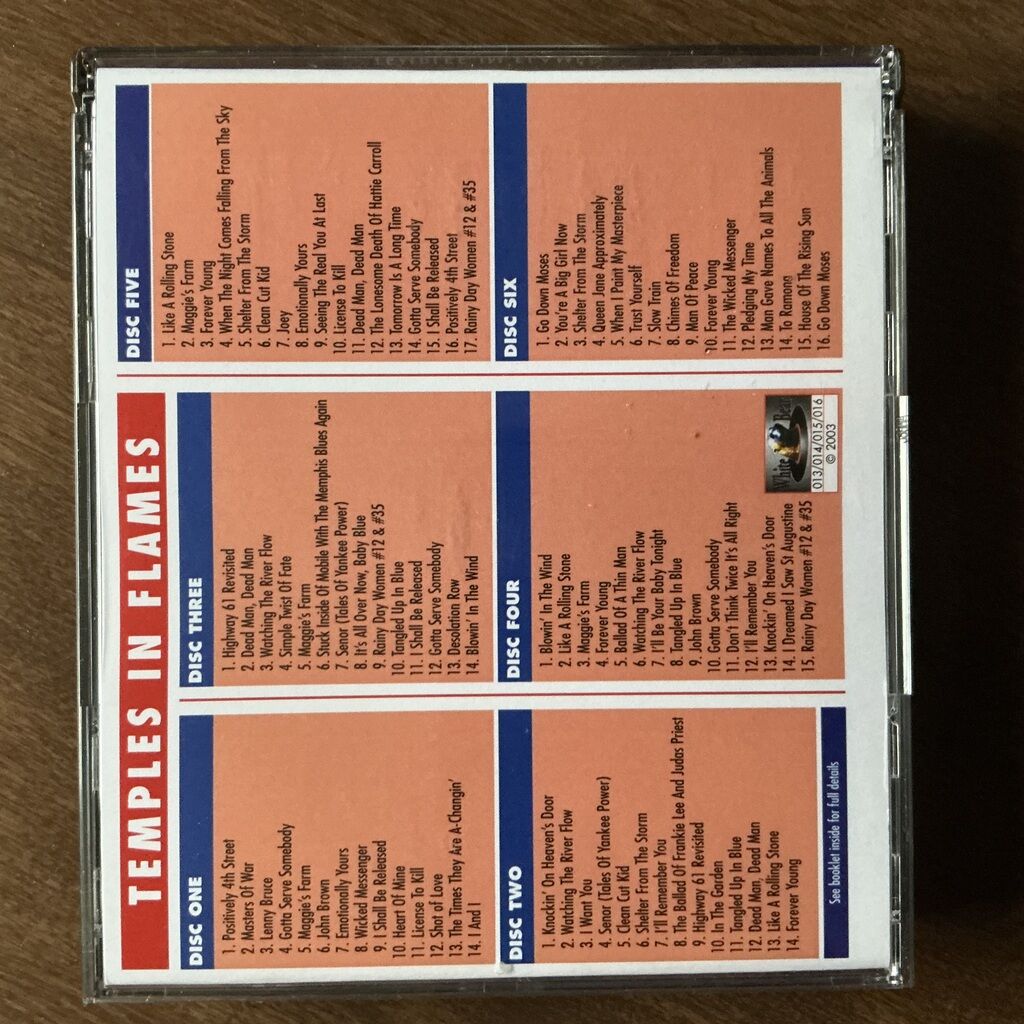 TEMPLES IN FLAMES
DISC ONE
1. Positively 4th Street
2. Masters Of War
3. Lenny Bruce
4. Gotta Serve Somebody
5. Maggie's Farm
6. John Brown
7. Emotionally Yours
8. Wicked Messenger
9. I Shall Be Released
10. Heart Of Mine
11. License To Kill
12. Shot of Love
13. The Times They Are A-Changin'
14. I And I
DISC TWO
1. Knockin' On Heaven's Door
2. Watching The River Flow
3. I Want You
4. Senor (Tales Of Yankee Power)
5. Clean Cut Kid
6. Shelter From The Storm
7. I'll Remember You
8. The Ballad Of Frankie Lee And Judas Priest
9. Highway 61 Revisited
10. In The Garden
11. Tangled Up In Blue
12. Dead Man, Dead Man
13. Like A Rolling Stone
14. Forever Young
See booklet inside for full details
DISC THREE
1. Highway 61 Revisited
2. Dead Man, Dead Man
3. Watching The River Flow
4. Simple Twist Of Fate
5. Maggie's Farm
6. Stuck Inside Of Mobile With The Memphis Blues Again
7. Senor (Tales Of Yankee Power)
8. It's All Over Now, Baby Blue
9. Rainy Day Women #12 & #35
10. Tangled Up In Blue
11. I Shall Be Released
12. Gotta Serve Somebody
13. Desolation Row
14. Blowin' In The Wind
DISC FOUR
1. Blowin' In The Wind
2. Like A Rolling Stone
3. Maggie's Farm
4. Forever Young
5. Ballad Of A Thin Man
6. Watching The River Flow
7. I'll Be Your Baby Tonight
8. Tangled Up In Blue
9. John Brown
10. Gotta Serve Somebody
11. Don't Think Twice It's All Right
12. I'll Remember You
13. Knockin' On Heaven's Door
14. I Dreamed I Saw St Augustine
15. Rainy Day Women #12 & #35
White Bear
013/014/015/016
© 2003
DISC FIVE
1. Like A Rolling Stone
2. Maggie's Farm
3. Forever Young
4. When The Night Comes Falling From The Sky
5. Shelter From The Storm
6. Clean Cut Kid
7. Joey
8. Emotionally Yours
9. Seeing The Real You At Last
10. License To Kill
11. Dead Man, Dead Man
12. The Lonesome Death Of Hattie Carroll
13. Tomorrow Is A Long Time
14. Gotta Serve Somebody
15. I Shall Be Released
16. Positively 4th Street
17. Rainy Day Women #12 & #35
DISC SIX
1. Go Down Moses
2. You're A Big Girl Now
3. Shelter From The Storm
4. Queen Jane Approximately
5. When I Paint My Masterpiece
6. Trust Yourself
7. Slow Train
8. Chimes Of Freedom
9. Man Of Peace
10. Forever Young
11. The Wicked Messenger
12. Pledging My Time
13. Man Gave Names To All The Animals
14. To Ramona
15. House Of The Rising Sun
16. Go Down Moses